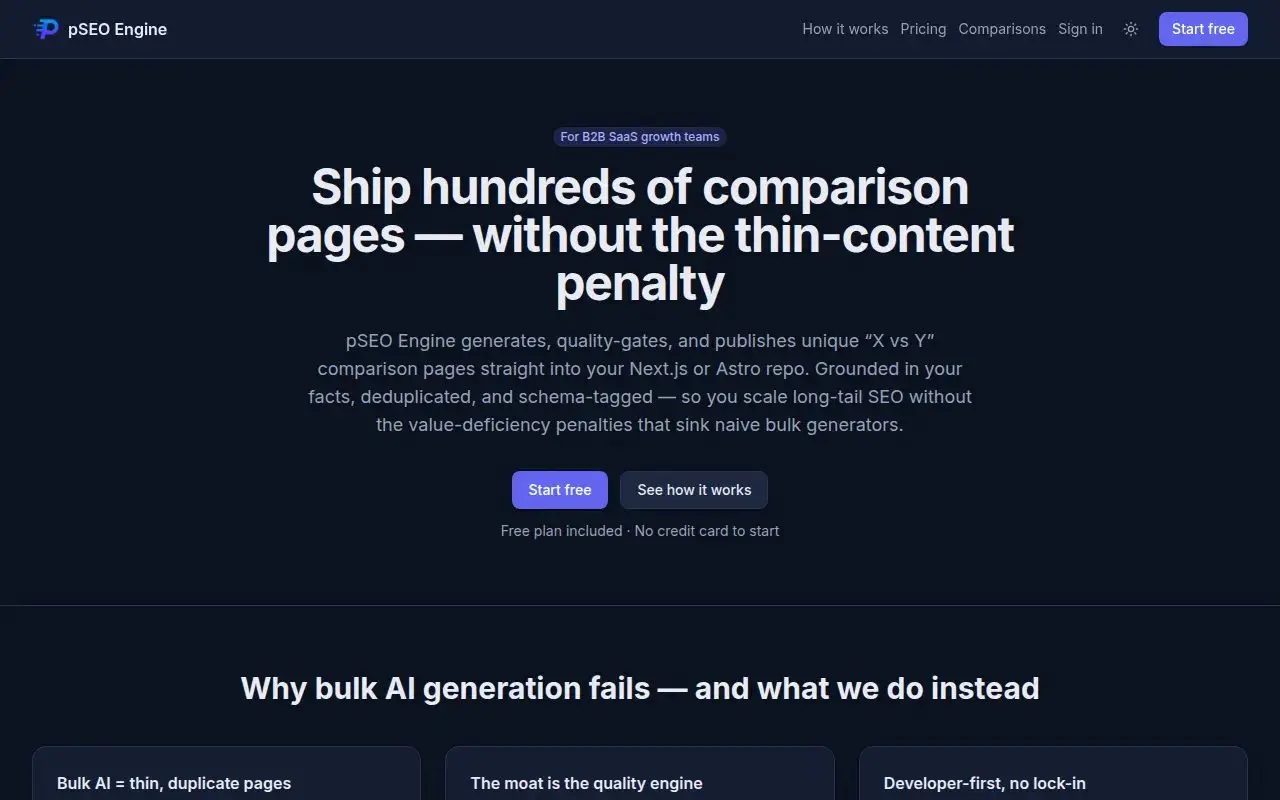 pSEO Engine
How it works
Pricing
Comparisons
Sign in
Start free
For B2B SaaS growth teams
Ship hundreds of comparison
pages — without the thin-content
penalty
pSEO Engine generates, quality-gates, and publishes unique “X vs Y”
comparison pages straight into your Next.js or Astro repo. Grounded in your
facts, deduplicated, and schema-tagged — so you scale long-tail SEO without
the value-deficiency penalties that sink naive bulk generators.
Start free
See how it works
Free plan included · No credit card to start
Why bulk AI generation fails — and what we do instead
Bulk AI = thin, duplicate pages
The moat is the quality engine
Developer-first, no lock-in